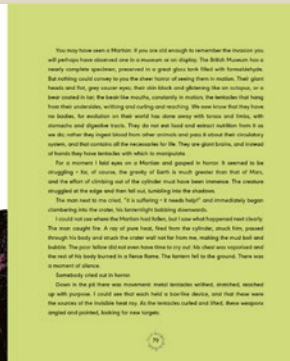 You may have seen a Martian: if you are old enough to remember the invasion you
will perhaps have observed one in a museum or on display. The British Museum has a
nearly complete specimen, preserved in a great glass tank filled with formaldehyde.
But nothing could convey to you the sheer horror of seeing them in motion. Their giant
heads and flat, grey saucer eyes; their skin black and glistening like an octopus, or a
bear coated in tar; the beak-like mouths, constantly in motion; the tentacles that hang
from their undersides, writhing and curling and reaching. We now know that they have
no bodies, for evolution on their world has done away with torsos and limbs, with
stomachs and digestive tracts. They do not eat food and extract nutrition from it as
we do; rather they ingest blood from other animals and pass it about their circulatory
system, and that contains all the necessaries for life. They are giant brains, and instead
of hands they have tentacles with which to manipulate.
For a moment I laid eyes on a Martian and gasped in horror. It seemed to be
struggling – for, of course, the gravity of Earth is much greater than that of Mars,
and the effort of climbing out of the cylinder must have been immense. The creature
struggled at the edge and then fell out, tumbling into the shadows.
The man next to me cried, "it is suffering – it needs help!" and immediately began
clambering into the crater, his lanternlight bobbing downwards.
I could not see where the Martian had fallen, but I saw what happened next clearly.
The man caught fire. A ray of pure heat, fired from the cylinder, struck him, passed
through his body and struck the crater wall not far from me, making the mud boil and
bubble. The poor fellow did not even have time to cry out: his chest was vaporised and
the rest of his body burned in a fierce flame. The lantern fell to the ground. There was
a moment of silence.
Somebody cried out in horror.
Down in the pit there was movement: metal tentacles writhed, stretched, reached
up with purpose. I could see that each held a box-like device, and that these were
the sources of the invisible heat ray. As the tentacles curled and lifted, these weapons
angled and pointed, looking for new targets.